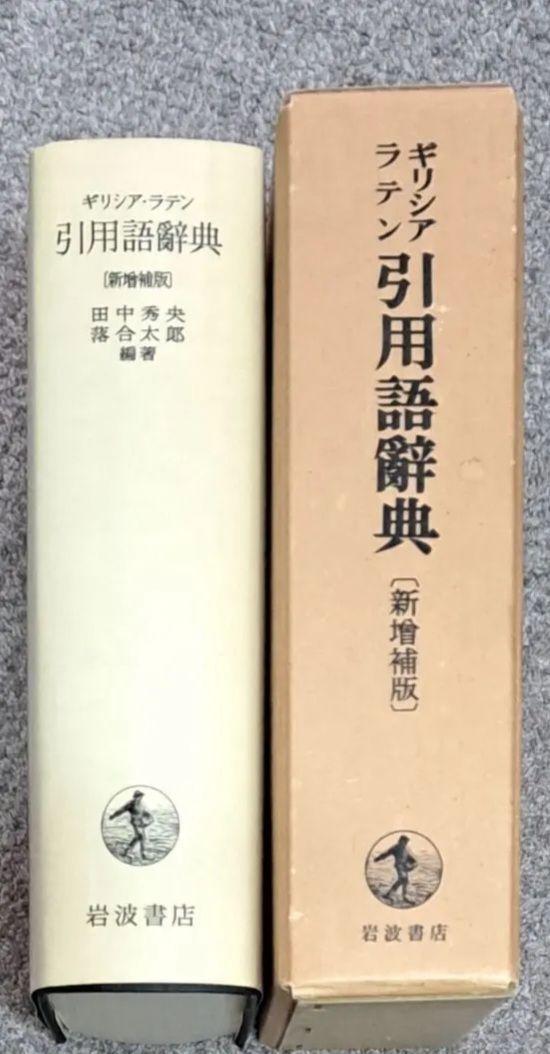 ギリシア・ラテン
引用語辭典
〔新增補版〕
田中秀央
落合太郎
編著
岩波書店
ギリシア
ラテン
引用語辭典
〔新增補版〕
岩波書店